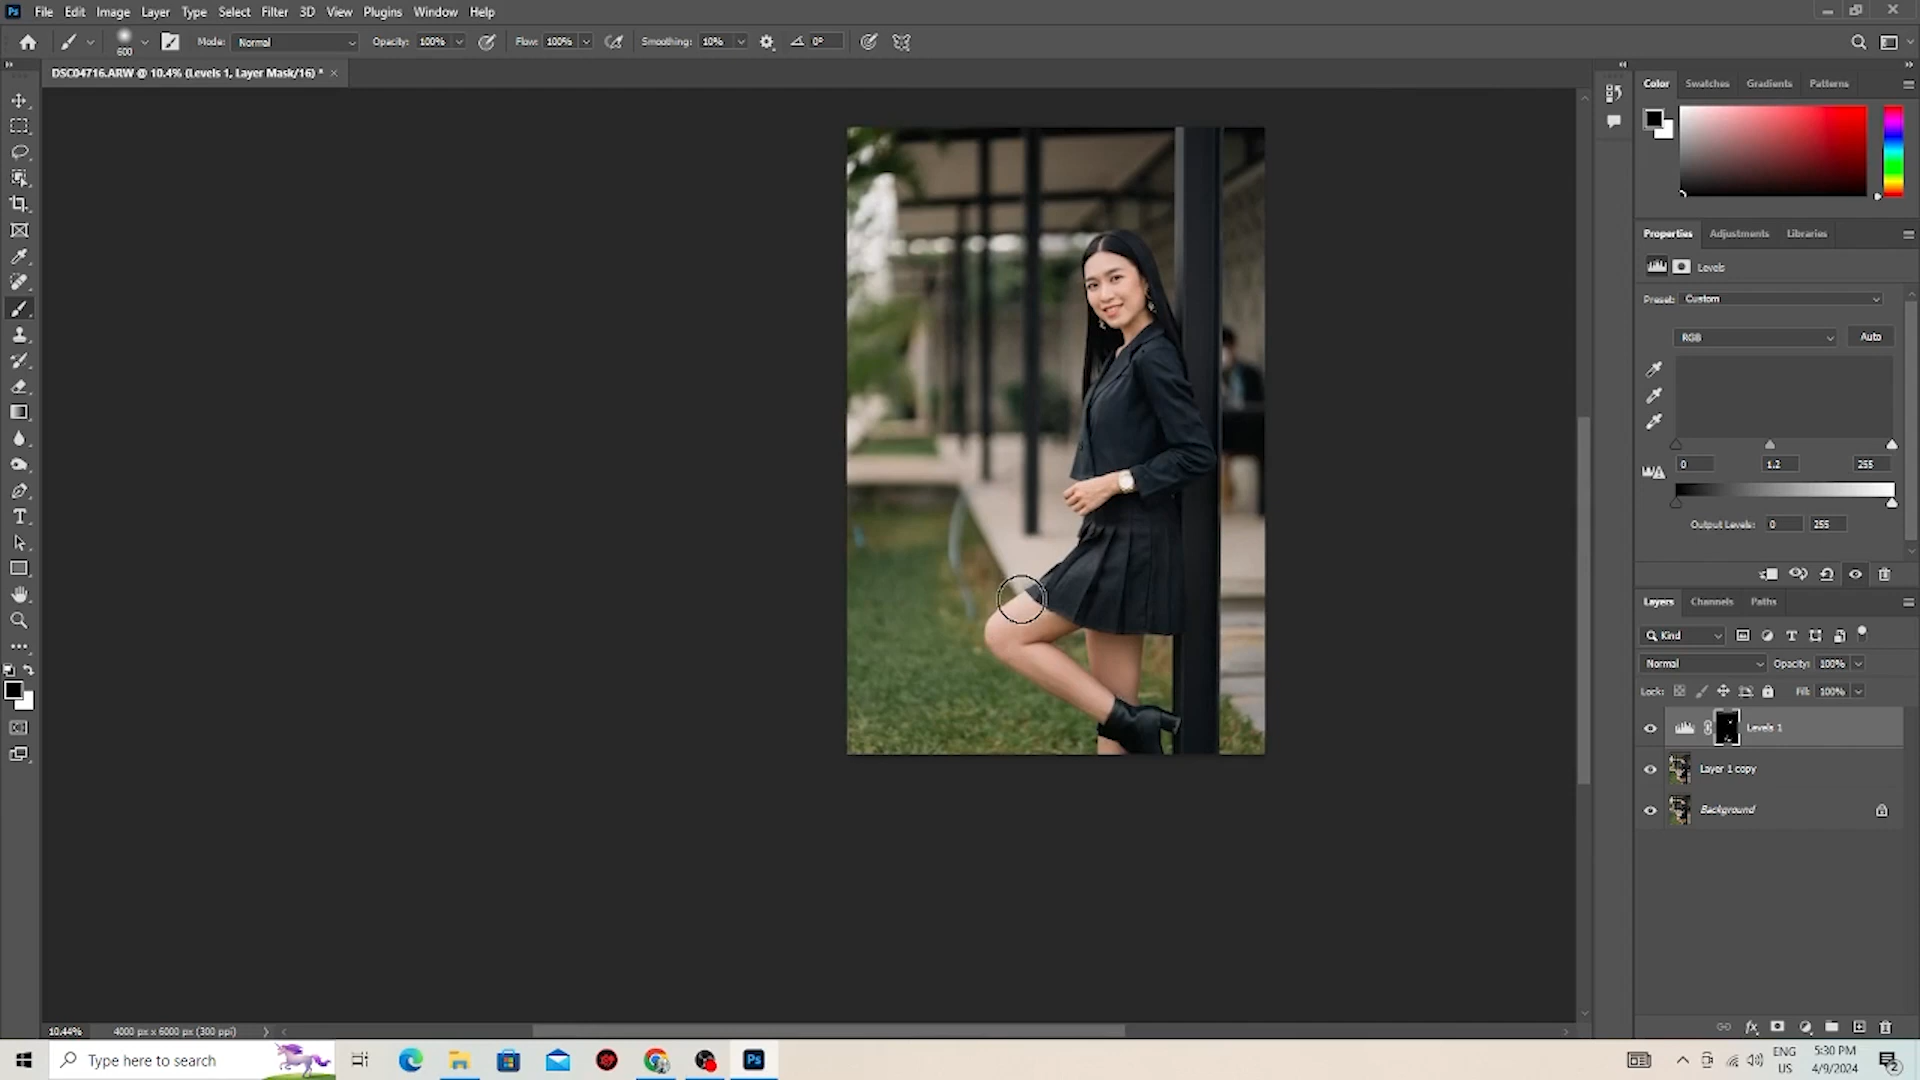 Ps File Edit Image Layer Type Select Filter 3D View Plugins Window Help
600 Mode: Normal Opacity: 100% Flow: 100% Smoothing: 10% 0°
DSC04716.ARW @ 10.4% (Levels 1, Layer Mask/16) * ×
Color Swatches Gradients Patterns
Properties Adjustments Libraries
Levels
Preset: Custom
RGB Auto
0 1.2 255
Output Levels: 0 255
Layers Channels Paths
Kind
Normal Opacity: 100%
Lock: Fill: 100%
Levels 1
Layer 1 copy
Background
10.44% 4000 px x 6000 px (300 ppi)
Type here to search
Ps
ENG
US
5:30 PM
4/9/2024
2